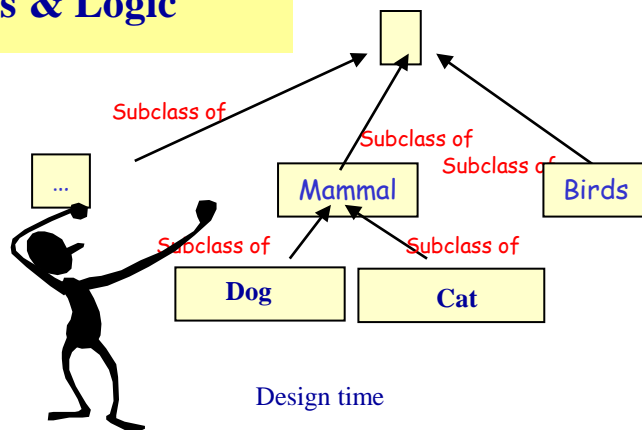 s & Logic
Subclass of
Subclass of
Subclass of
...
Mammal
Birds
Subclass of
Subclass of
Dog
Cat
Design time